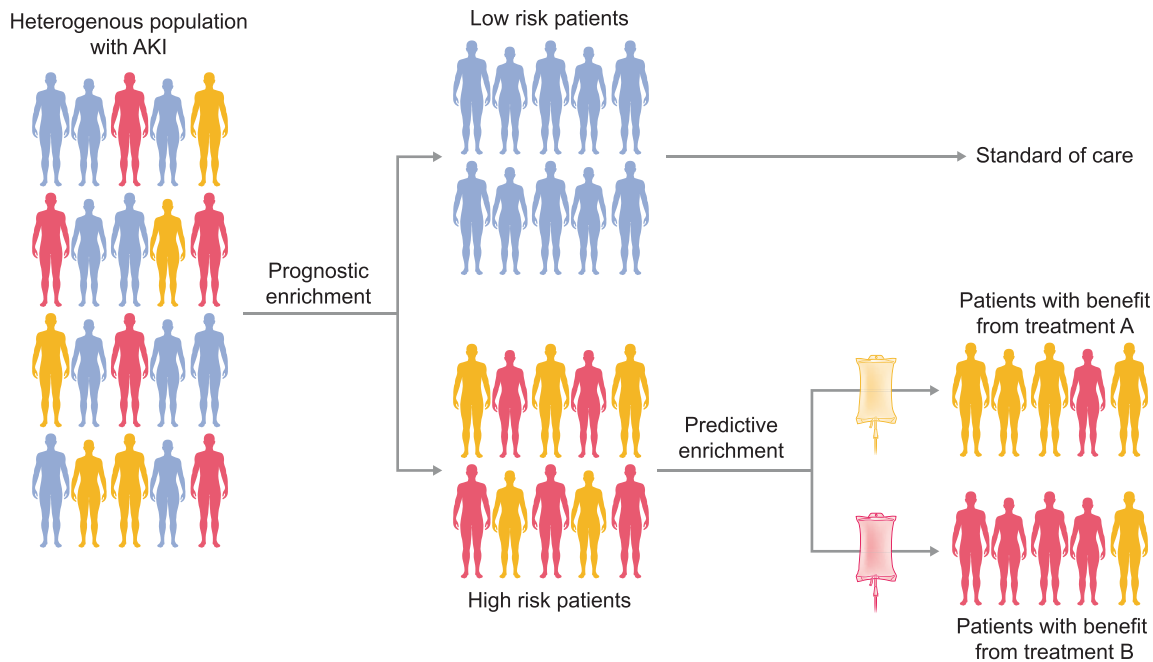 Heterogenous population
with AKI
Low risk patients
Standard of care
Prognostic
enrichment
Patients with benefit
from treatment A
Predictive
enrichment
High risk patients
Patients with benefit
from treatment B